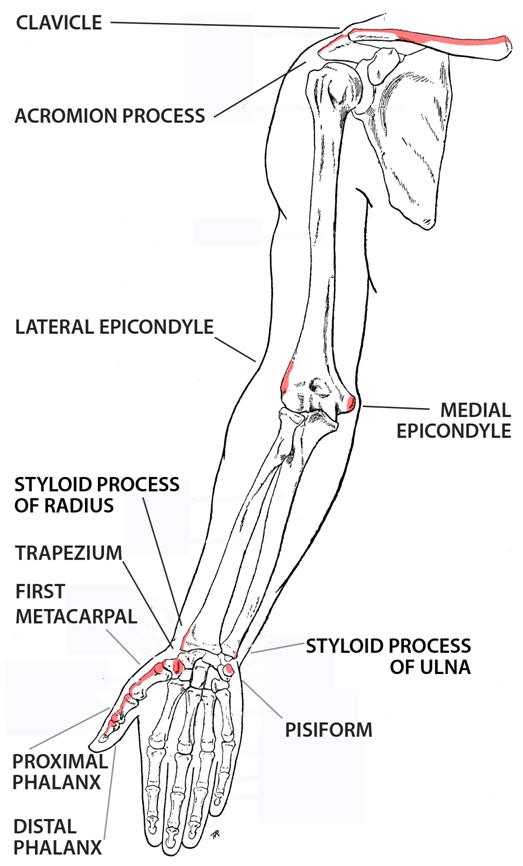 CLAVICLE
ACROMION PROCESS
LATERAL EPICONDYLE
MEDIAL
EPICONDYLE
STYLOID PROCESS
OF RADIUS
TRAPEZIUM
FIRST
METACARPAL
STYLOID PROCESS
OF ULNA
PISIFORM
PROXIMAL
PHALANX
DISTAL
PHALANX